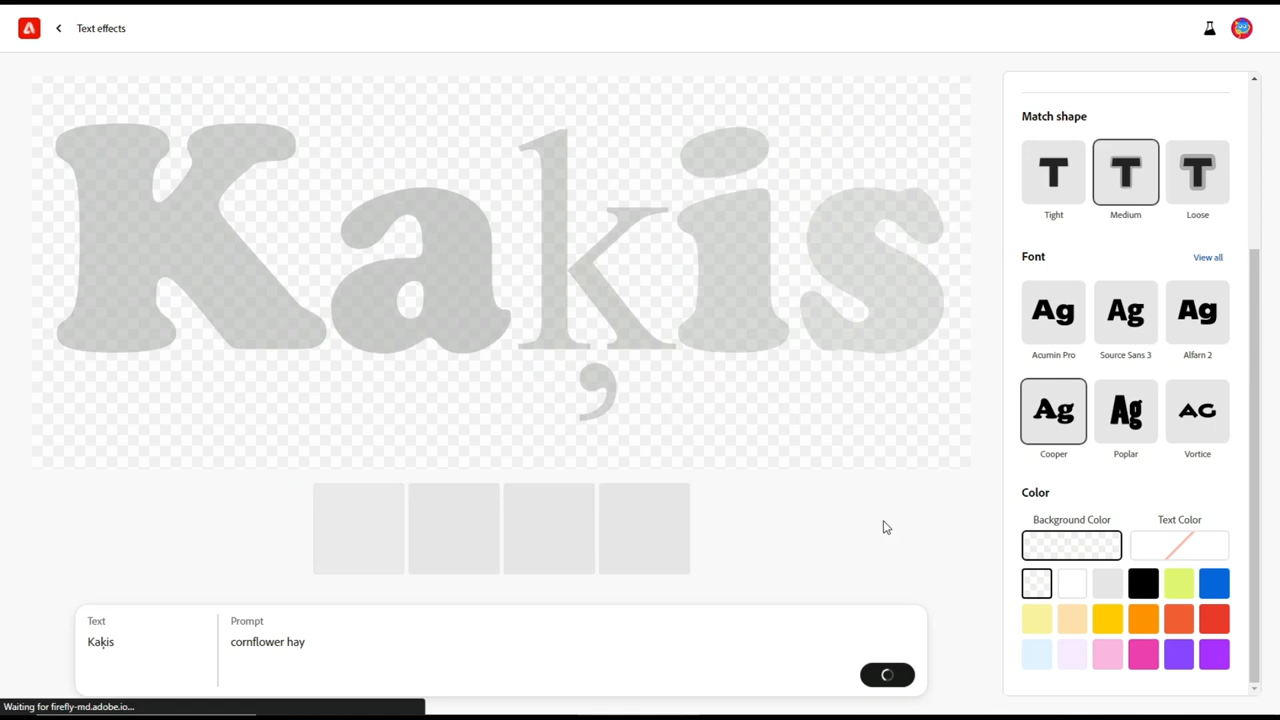 Text effects
Kaķis
Match shape
T T T
Tight Medium Loose
Font View all
Ag Ag Ag
Acumin Pro Source Sans 3 Alfarn 2
Ag Ag AG
Cooper Poplar Vortice
Color
Background Color Text Color
Text Prompt
Kaķis cornflower hay
Waiting for firefly-md.adobe.io...